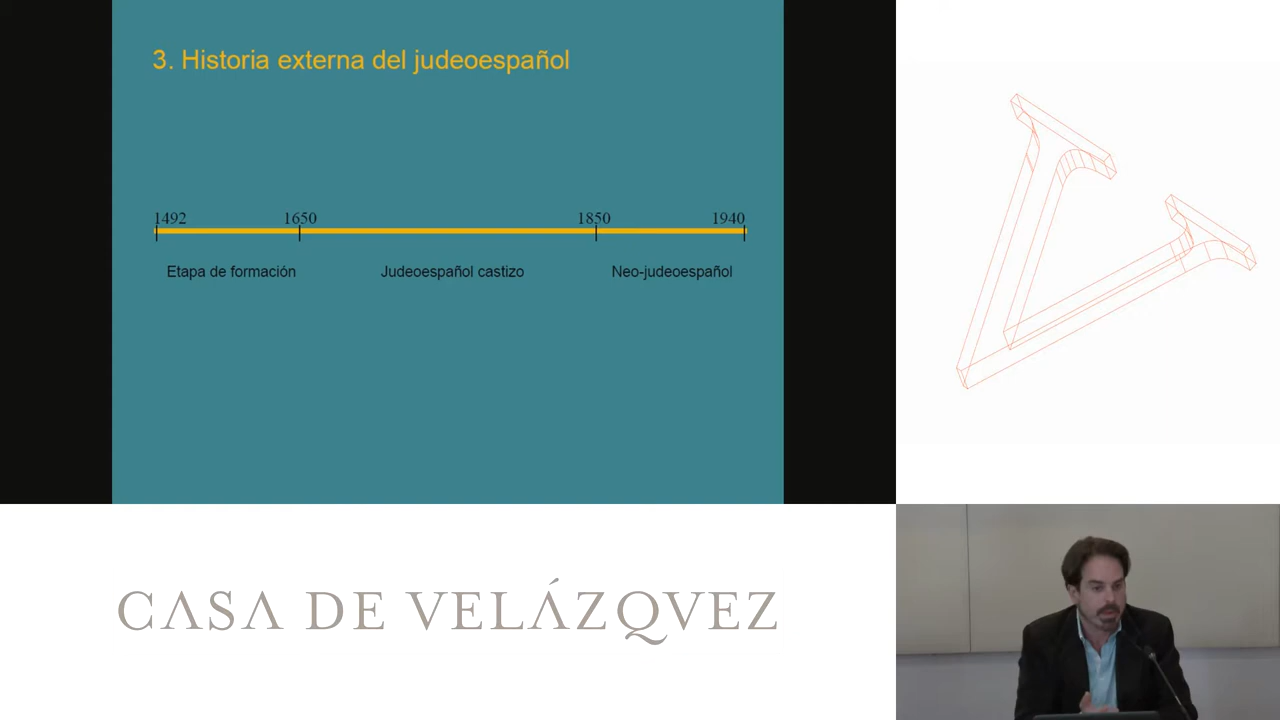 3. Historia externa del judeoespañol
1492 1650 1850 1940
Etapa de formación Judeoespañol castizo Neo-judeoespañol
CASA DE VELÁZQVEZ